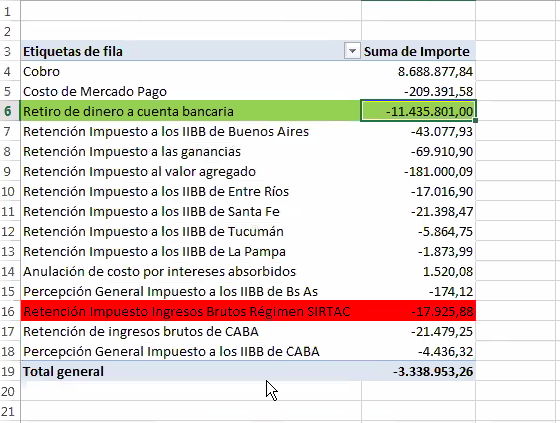 1
2
3 Etiquetas de fila Suma de Importe
4 Cobro 8.688.877,84
5 Costo de Mercado Pago -209.391,58
6 Retiro de dinero a cuenta bancaria -11.435.801,00
7 Retención Impuesto a los IIBB de Buenos Aires -43.077,93
8 Retención Impuesto a las ganancias -69.910,90
9 Retención Impuesto al valor agregado -181.000,09
10 Retención Impuesto a los IIBB de Entre Ríos -17.016,90
11 Retención Impuesto a los IIBB de Santa Fe -21.398,47
12 Retención Impuesto a los IIBB de Tucumán -5.864,75
13 Retención Impuesto a los IIBB de La Pampa -1.873,99
14 Anulación de costo por intereses absorbidos 1.520,08
15 Percepción General Impuesto a los IIBB de Bs As -174,12
16 Retención Impuesto Ingresos Brutos Régimen SIRTAC -17.925,88
17 Retención de ingresos brutos de CABA -21.479,25
18 Percepción General Impuesto a los IIBB de CABA -4.436,32
19 Total general -3.338.953,26
20
21